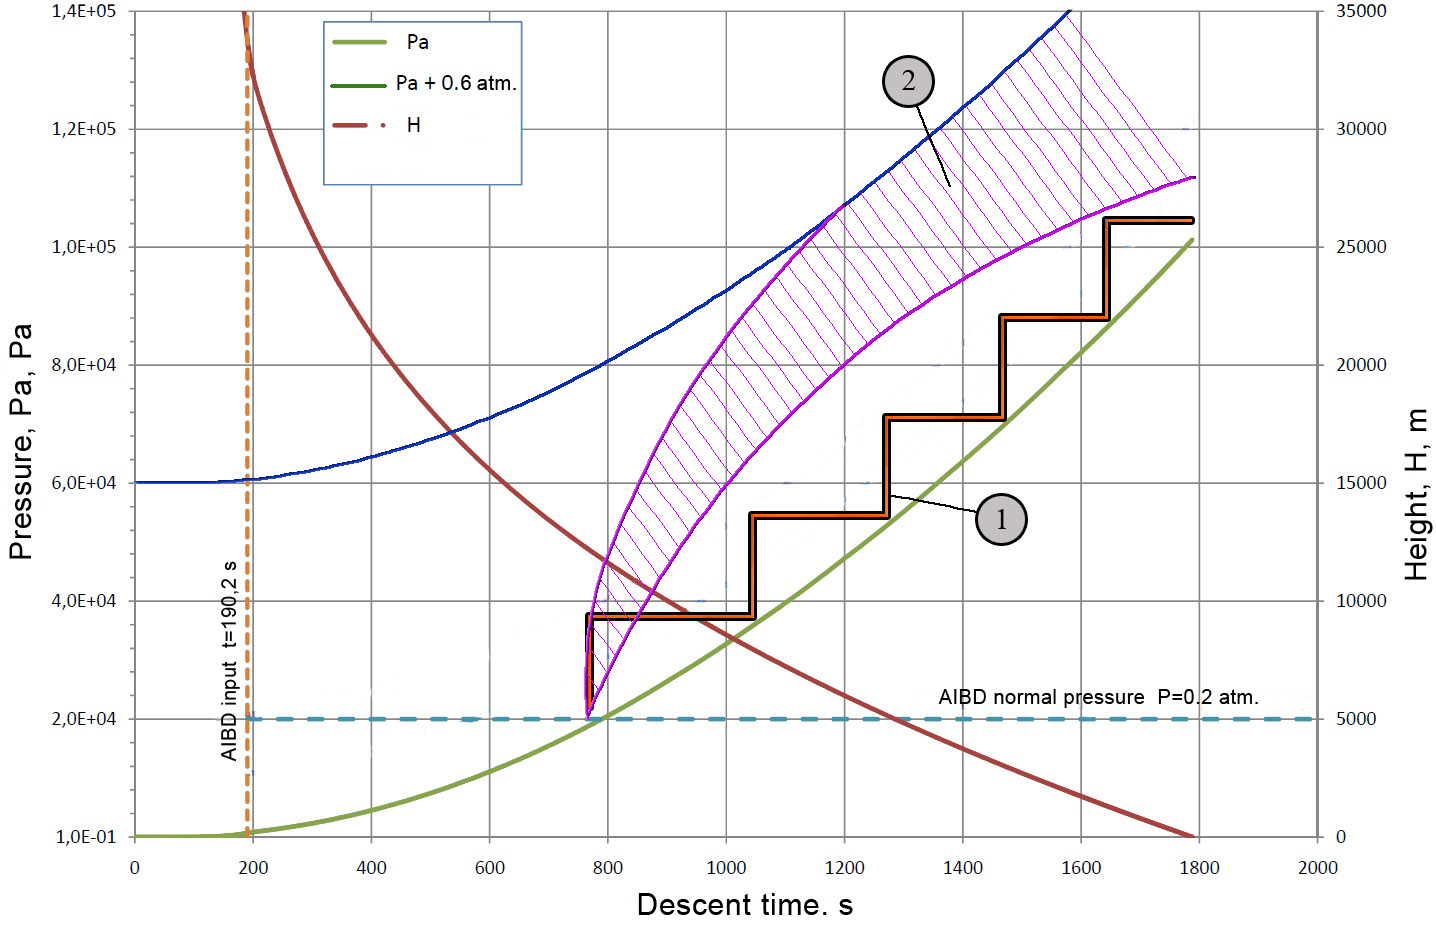 1,4E+05
1,2E+05
1,0E+05
8,0E+04
6,0E+04
4,0E+04
2,0E+04
1,0E-01
Pressure, Pa, Pa
Pa
Pa + 0.6 atm.
H
2
1
AIBD input t=190,2 s
AIBD normal pressure P=0.2 atm.
35000
30000
25000
20000
15000
10000
5000
0
Height, H, m
0 200 400 600 800 1000 1200 1400 1600 1800 2000
Descent time. s